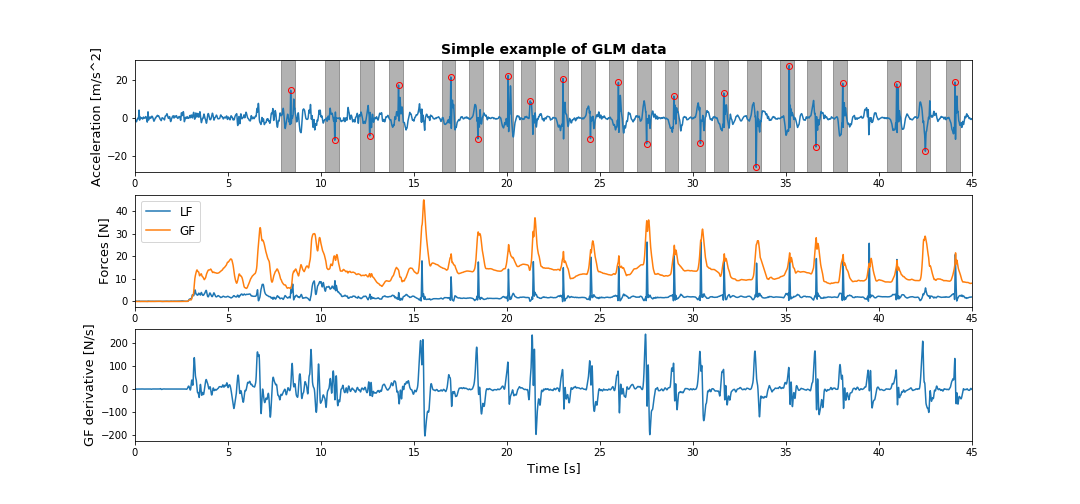 Simple example of GLM data
Acceleration [m/s^2]
20
0
−20
0 5 10 15 20 25 30 35 40 45
Forces [N]
40
30
20
10
0
LF
GF
0 5 10 15 20 25 30 35 40 45
GF derivative [N/s]
200
100
0
−100
−200
0 5 10 15 20 25 30 35 40 45
Time [s]